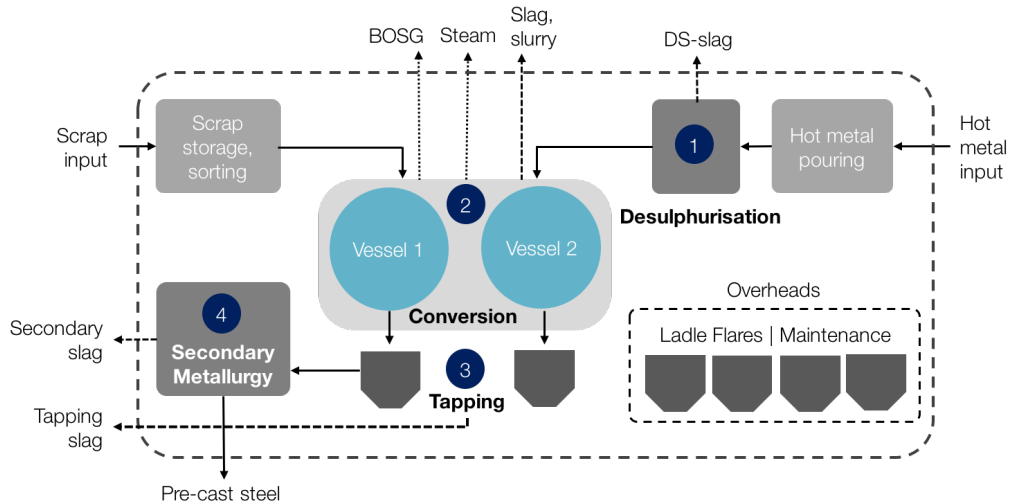 BOSG
Steam
Slag,
slurry
DS-slag
Scrap
input
Scrap
storage,
sorting
1
Hot metal
pouring
Hot
metal
input
2
Desulphurisation
Vessel 1
Vessel 2
Conversion
Overheads
Ladle Flares | Maintenance
4
Secondary
Metallurgy
Secondary
slag
3
Tapping
Tapping
slag
Pre-cast steel